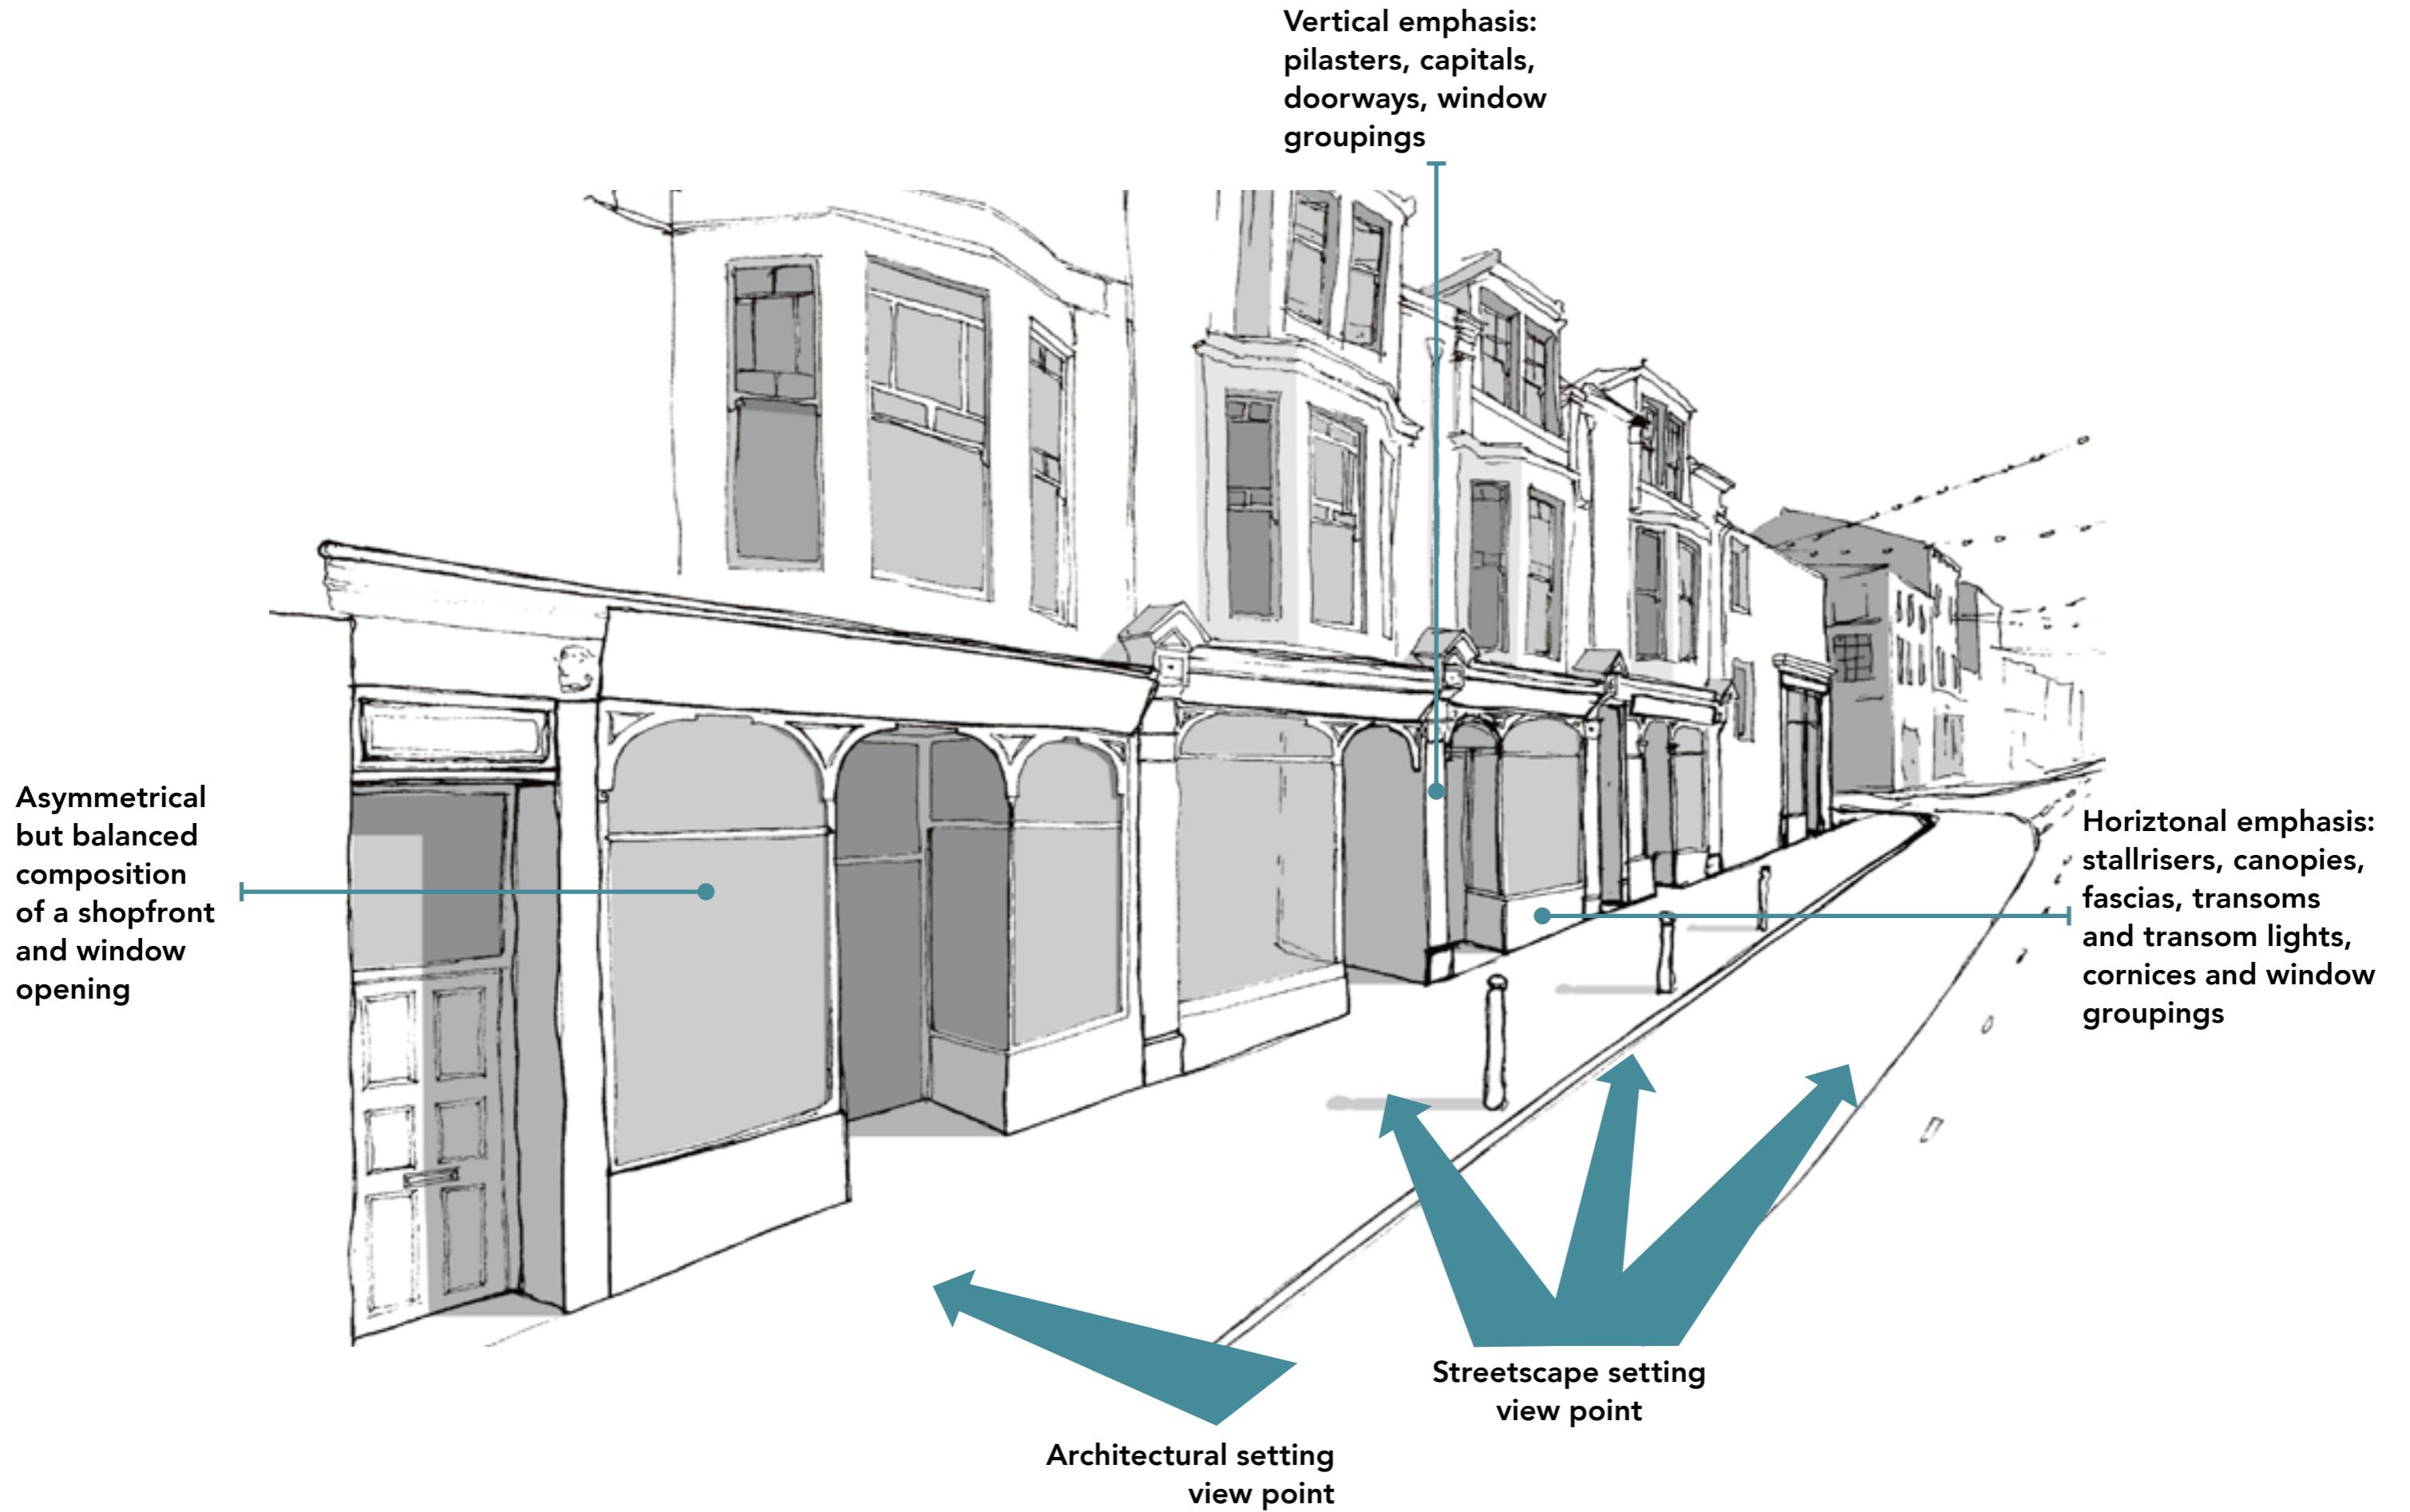 Vertical emphasis:
pilasters, capitals,
doorways, window
groupings
Asymmetrical
but balanced
composition
of a shopfront
and window
opening
Horiztonal emphasis:
stallrisers, canopies,
fascias, transoms
and transom lights,
cornices and window
groupings
Streetscape setting
view point
Architectural setting
view point